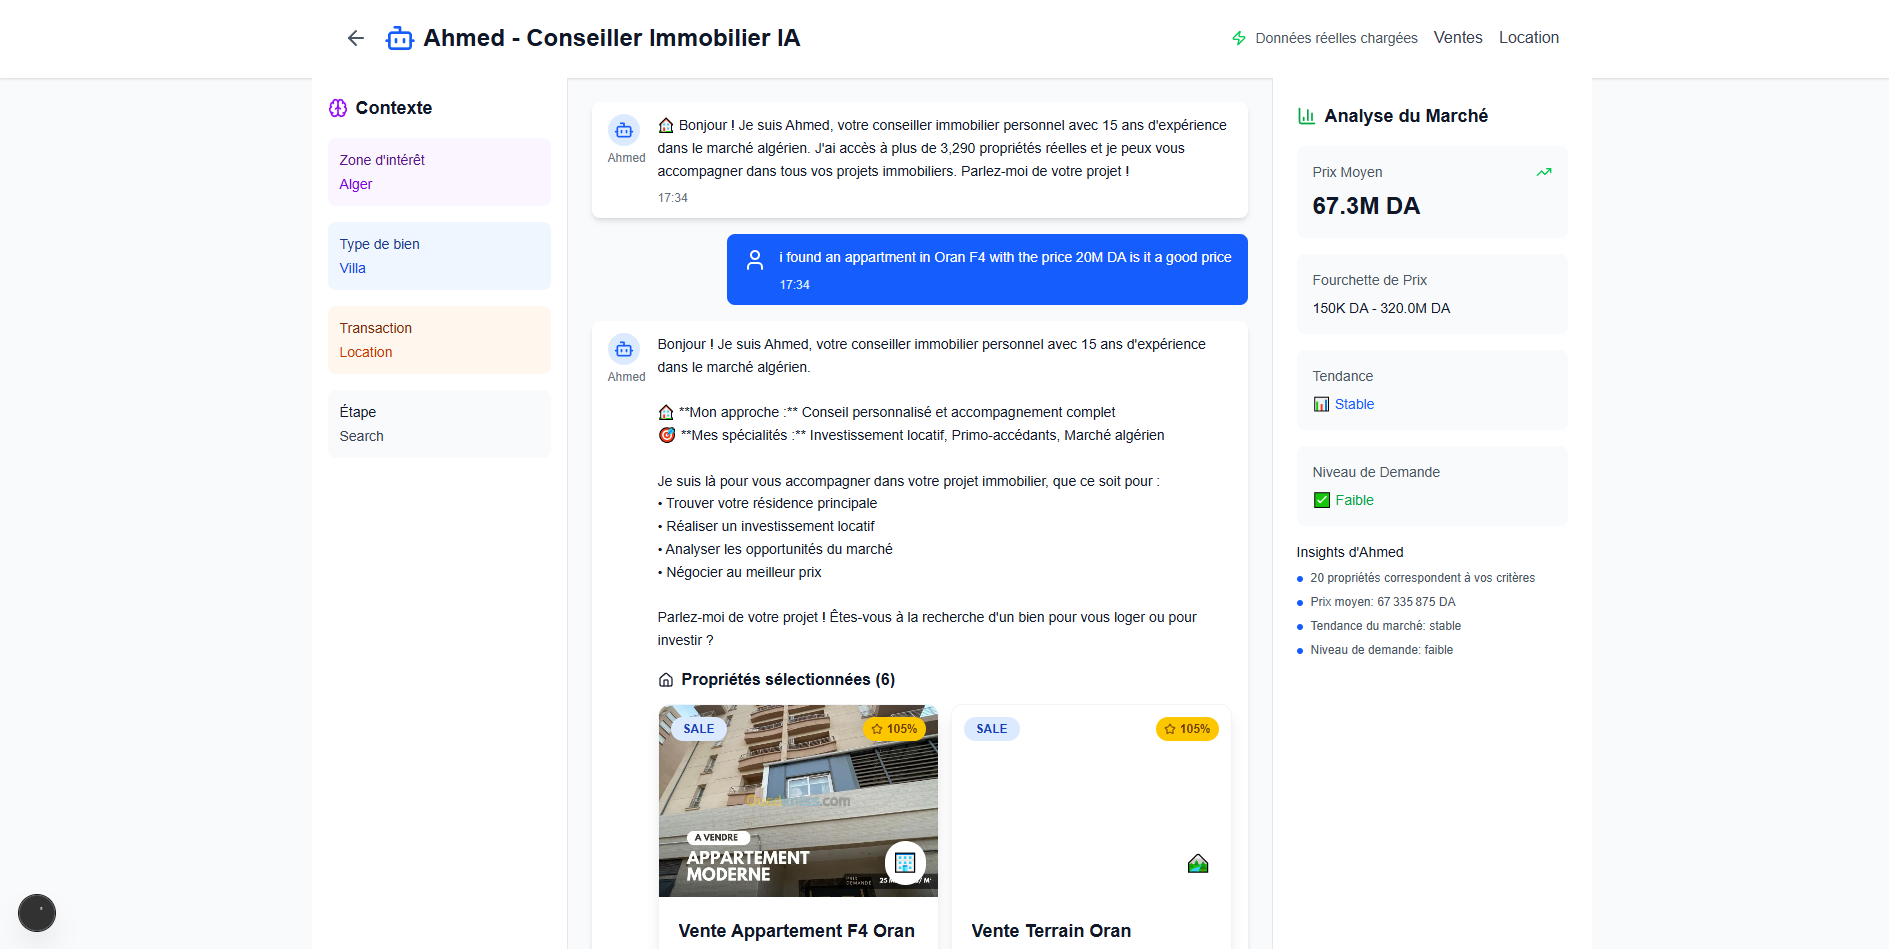 Ahmed - Conseiller Immobilier IA
Données réelles chargées
Ventes
Location
Contexte
Zone d'intérêt
Alger
Type de bien
Villa
Transaction
Location
Étape
Search
Bonjour ! Je suis Ahmed, votre conseiller immobilier personnel avec 15 ans d'expérience
dans le marché algérien. J'ai accès à plus de 3,290 propriétés réelles et je peux vous
accompagner dans tous vos projets immobiliers. Parlez-moi de votre projet !
Ahmed
17:34
i found an appartment in Oran F4 with the price 20M DA is it a good price
17:34
Bonjour ! Je suis Ahmed, votre conseiller immobilier personnel avec 15 ans d'expérience
dans le marché algérien.
Ahmed
**Mon approche :** Conseil personnalisé et accompagnement complet
**Mes spécialités :** Investissement locatif, Primo-accédants, Marché algérien
Je suis là pour vous accompagner dans votre projet immobilier, que ce soit pour :
• Trouver votre résidence principale
• Réaliser un investissement locatif
• Analyser les opportunités du marché
• Négocier au meilleur prix
Parlez-moi de votre projet ! Êtes-vous à la recherche d'un bien pour vous loger ou pour
investir ?
Propriétés sélectionnées (6)
SALE
105%
A VENDRE
APPARTEMENT
MODERNE
PRIX
DEMANDÉ
Vente Appartement F4 Oran
SALE
105%
Vente Terrain Oran
Analyse du Marché
Prix Moyen
67.3M DA
Fourchette de Prix
150K DA - 320.0M DA
Tendance
Stable
Niveau de Demande
Faible
Insights d'Ahmed
20 propriétés correspondent à vos critères
Prix moyen: 67 335 875 DA
Tendance du marché: stable
Niveau de demande: faible